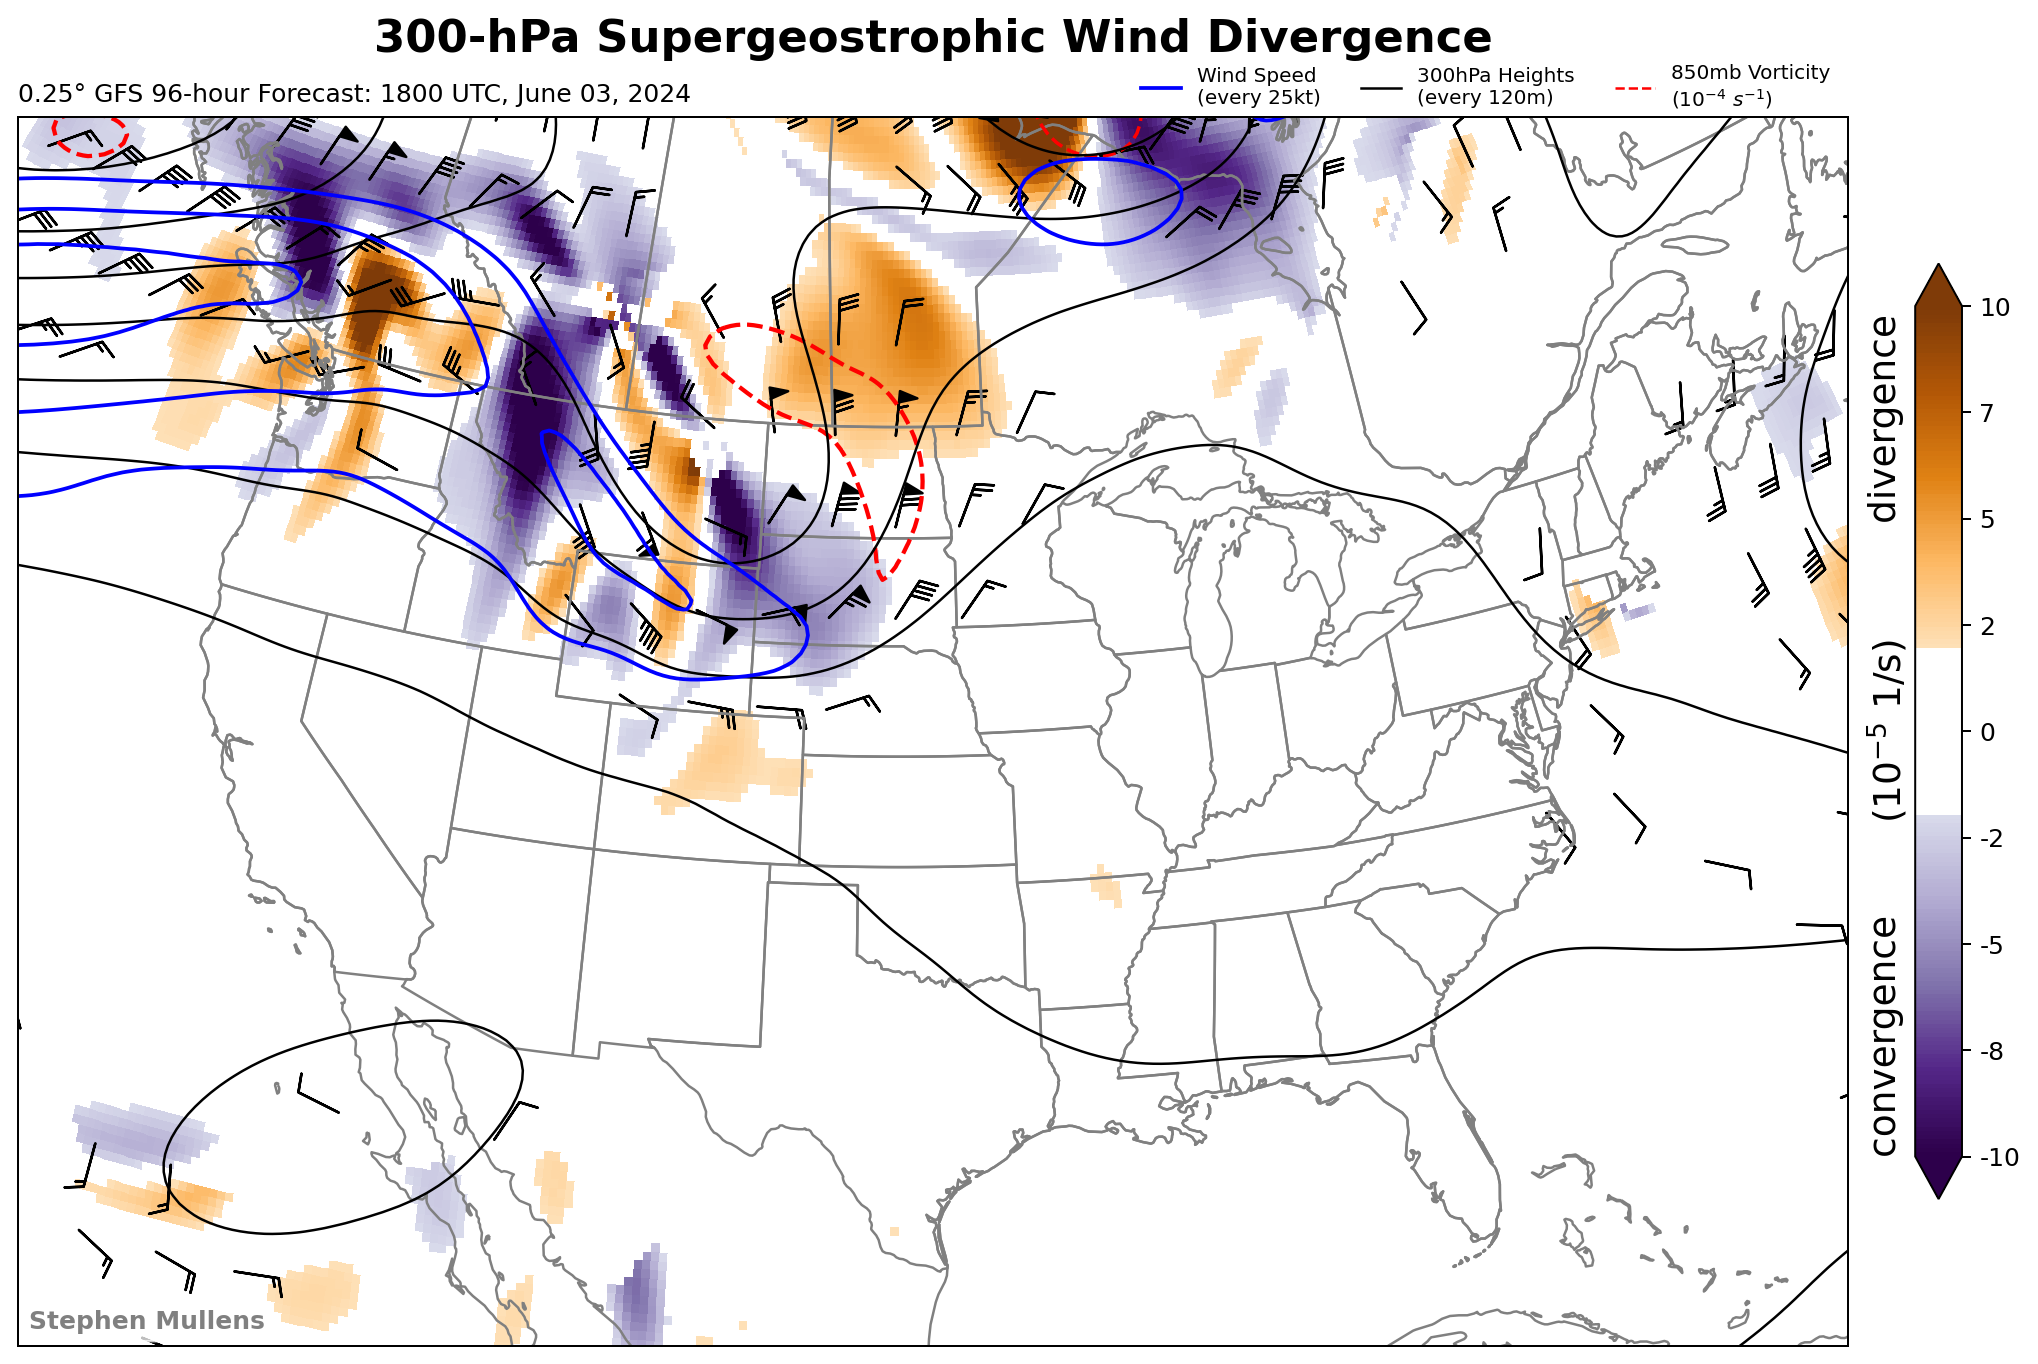 300-hPa Supergeostrophic Wind Divergence
0.25° GFS 96-hour Forecast: 1800 UTC, June 03, 2024
Wind Speed
(every 25kt)
300hPa Heights
(every 120m)
850mb Vorticity
(10⁻⁴ s⁻¹)
10
7
5
2
0
-2
-5
-8
-10
convergence (10⁻⁵ 1/s) divergence
Stephen Mullens